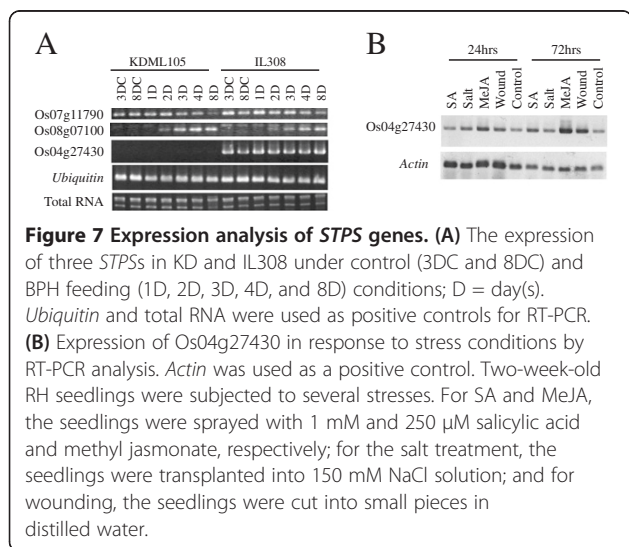 A
KDML105 IL308
3DC 8DC 1D 2D 3D 4D 8D 3DC 8DC 1D 2D 3D 4D 8D
Os07g11790
Os08g07100
Os04g27430
Ubiquitin
Total RNA
B
24hrs 72hrs
SA Salt MeJA Wound Control SA Salt MeJA Wound Control
Os04g27430
Actin
Figure 7 Expression analysis of STPS genes. (A) The expression
of three STPSs in KD and IL308 under control (3DC and 8DC) and
BPH feeding (1D, 2D, 3D, 4D, and 8D) conditions; D = day(s).
Ubiquitin and total RNA were used as positive controls for RT-PCR.
(B) Expression of Os04g27430 in response to stress conditions by
RT-PCR analysis. Actin was used as a positive control. Two-week-old
RH seedlings were subjected to several stresses. For SA and MeJA,
the seedlings were sprayed with 1 mM and 250 μM salicylic acid
and methyl jasmonate, respectively; for the salt treatment, the
seedlings were transplanted into 150 mM NaCl solution; and for
wounding, the seedlings were cut into small pieces in
distilled water.